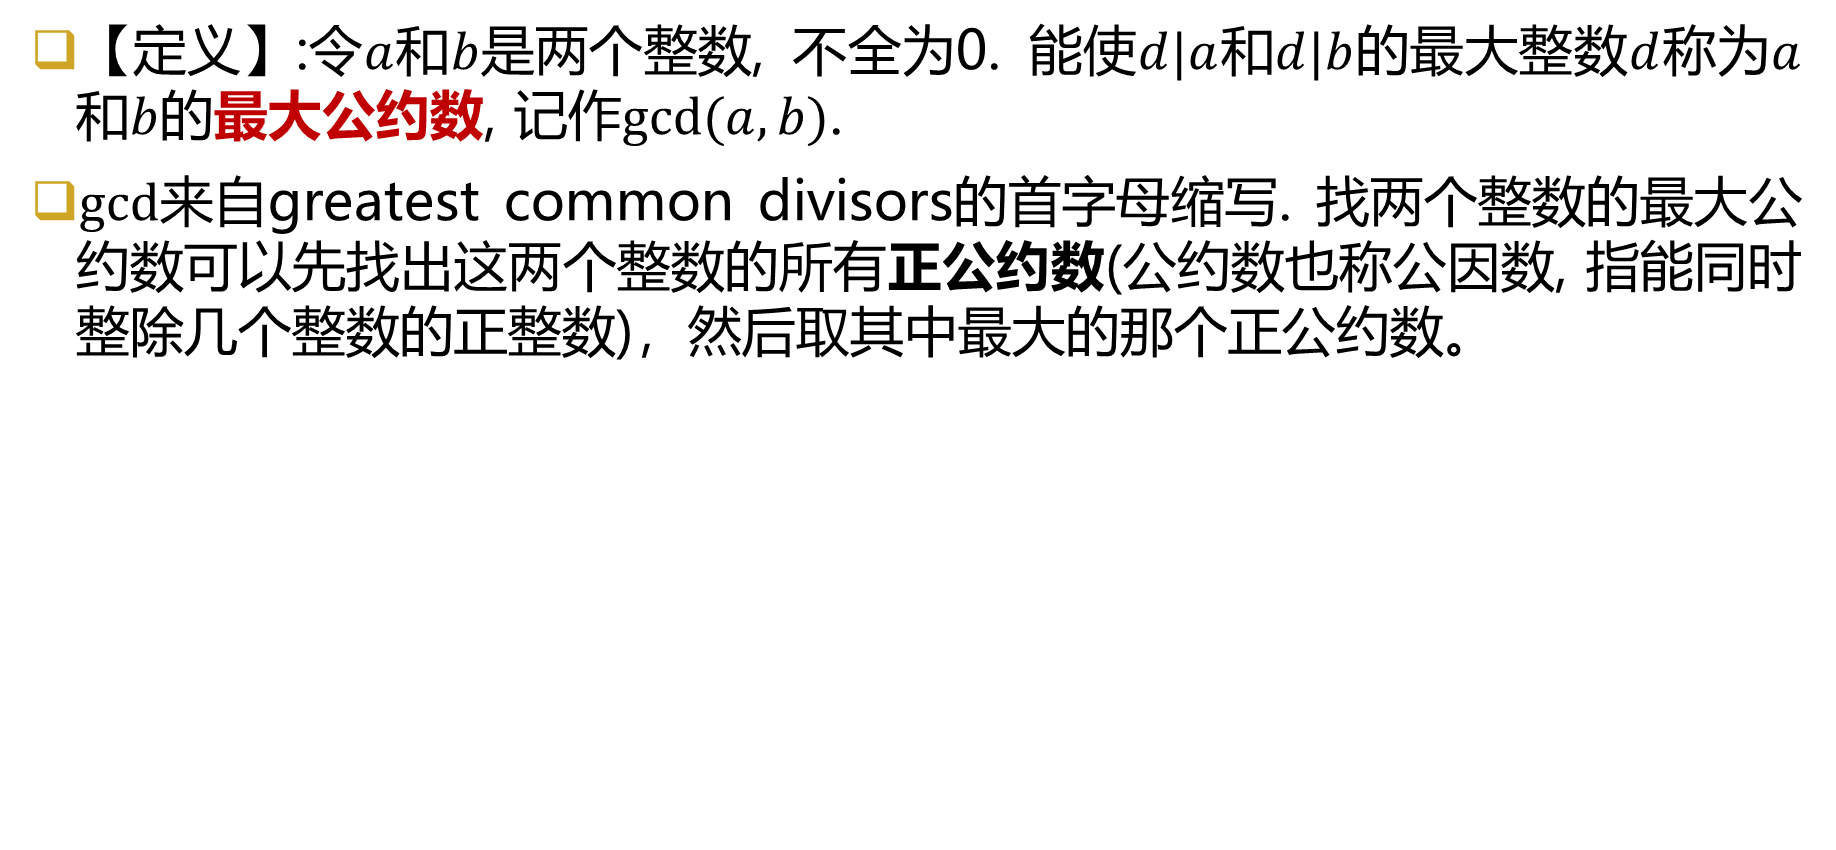 ❑【定义】:令a和b是两个整数, 不全为0. 能使d|a和d|b的最大整数d称为a
和b的最大公约数, 记作gcd(a, b).
❑gcd来自greatest common divisors的首字母缩写. 找两个整数的最大公
约数可以先找出这两个整数的所有正公约数(公约数也称公因数, 指能同时
整除几个整数的正整数)，然后取其中最大的那个正公约数。